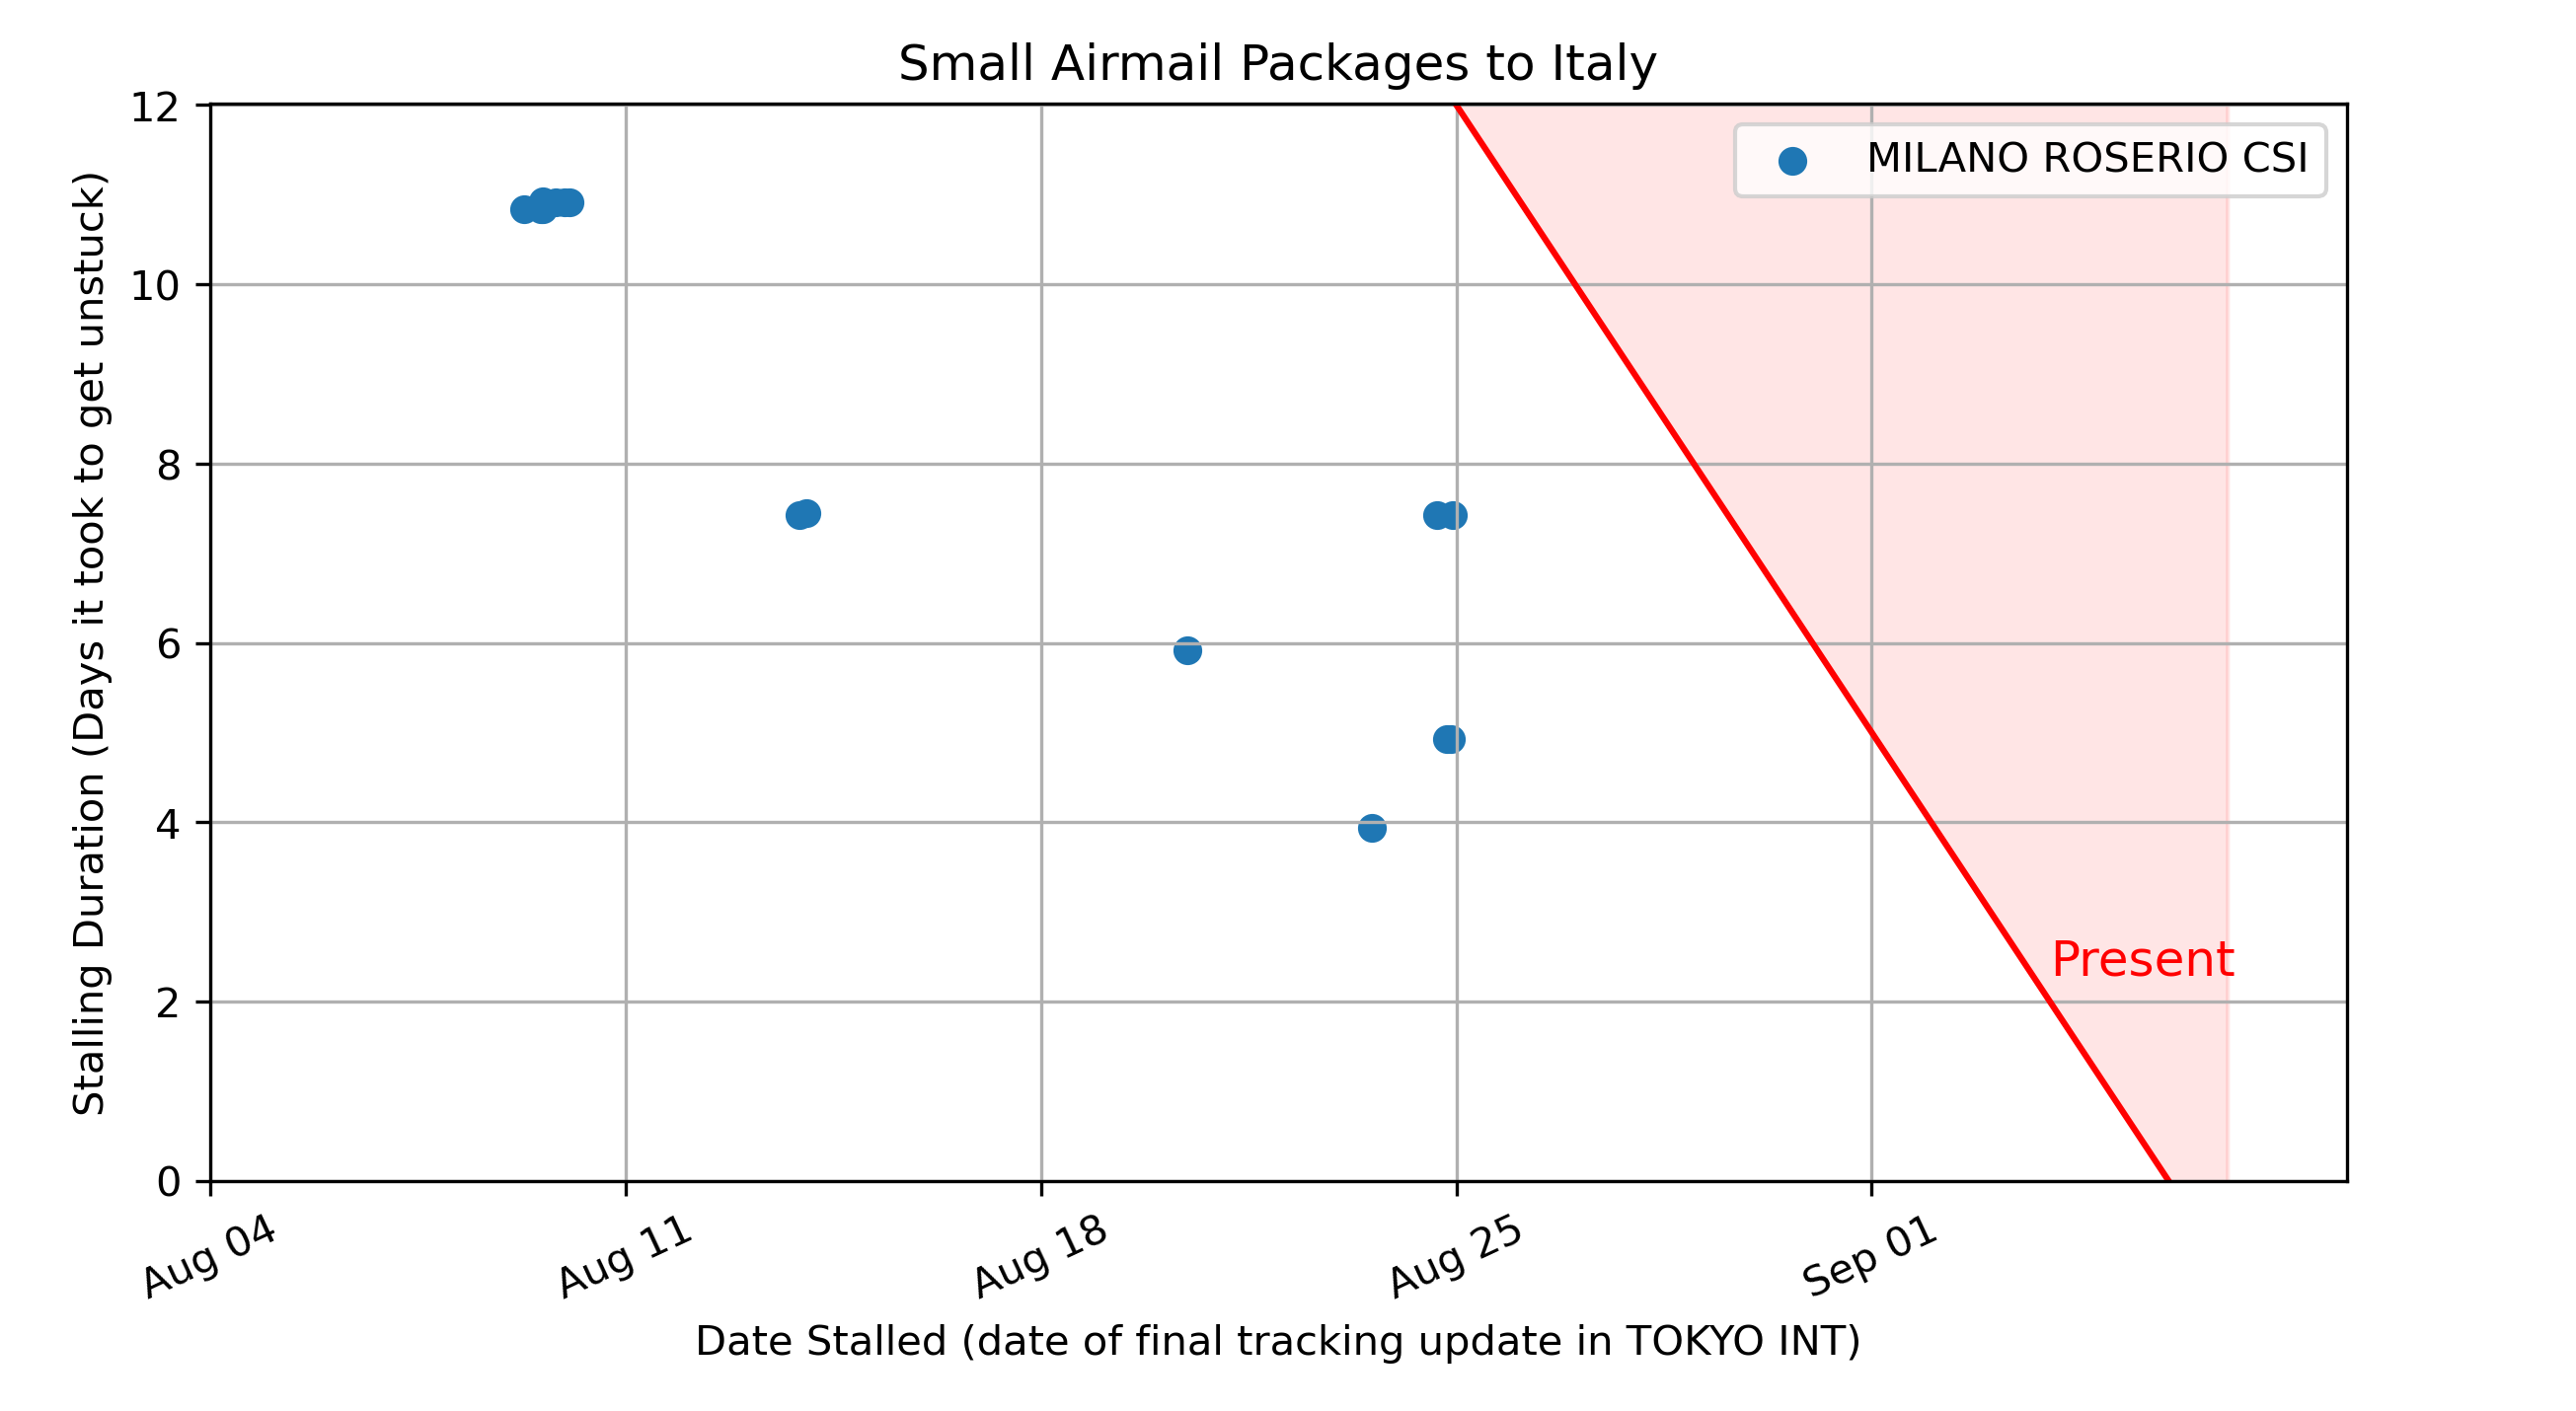 Small Airmail Packages to Italy
MILANO ROSERIO CSI
Stalling Duration (Days it took to get unstuck)
12
10
8
6
4
2
0
Present
Aug 04
Aug 11
Aug 18
Aug 25
Sep 01
Date Stalled (date of final tracking update in TOKYO INT)